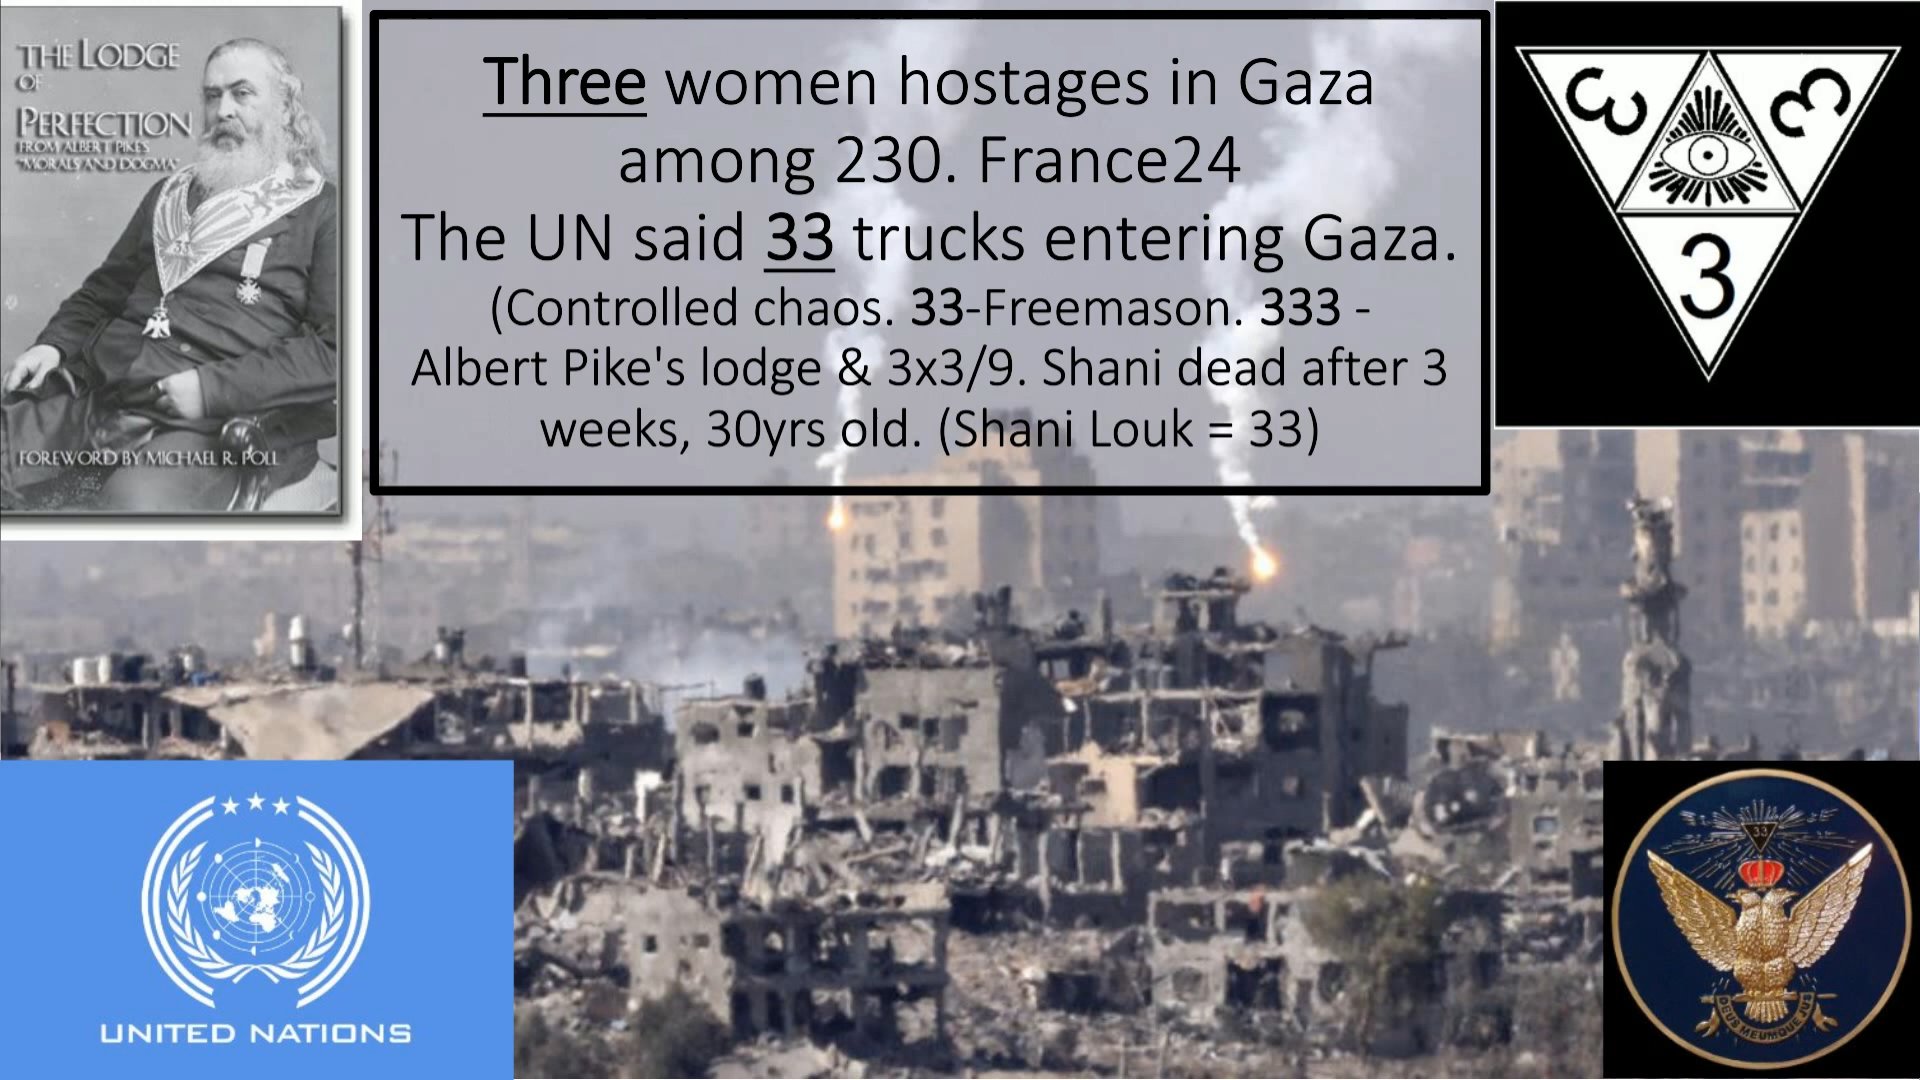 THE LODGE
OF
PERFECTION
FROM ALBERT PIKE'S
"MORALS AND DOGMA"
33
FOREWORD BY MICHAEL R. POLL
Three women hostages in Gaza
among 230. France24
The UN said 33 trucks entering Gaza.
(Controlled chaos. 33-Freemason. 333 -
Albert Pike's lodge & 3x3/9. Shani dead after 3
weeks, 30yrs old. (Shani Louk = 33)
3 3
3
UNITED NATIONS
33
DEUS MEUMQUE JUS